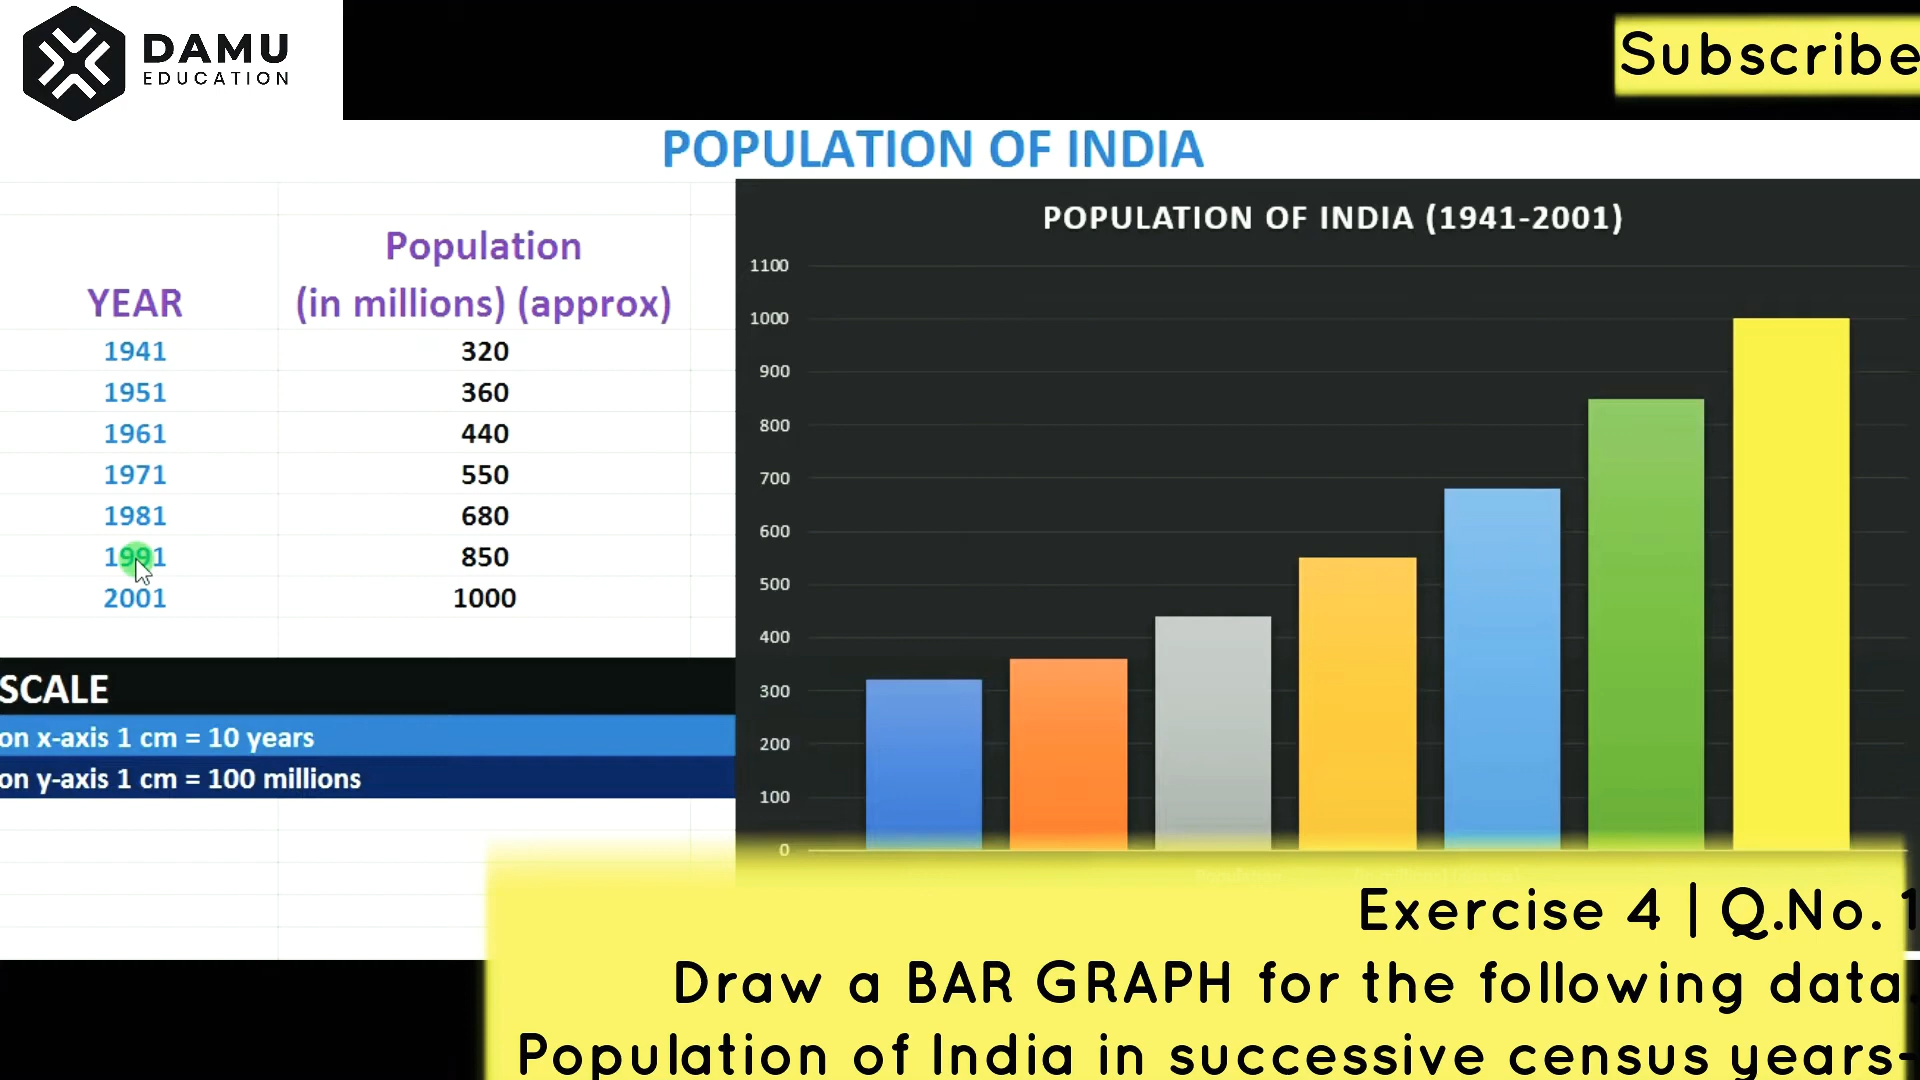 DAMU
EDUCATION
Subscribe
POPULATION OF INDIA
YEAR Population (in millions) (approx)
1941 320
1951 360
1961 440
1971 550
1981 680
1991 850
2001 1000
SCALE
on x-axis 1 cm = 10 years
on y-axis 1 cm = 100 millions
POPULATION OF INDIA (1941-2001)
1100
1000
900
800
700
600
500
400
300
200
100
0
Exercise 4 | Q.No. 1
Draw a BAR GRAPH for the following data.
Population of India in successive census years-